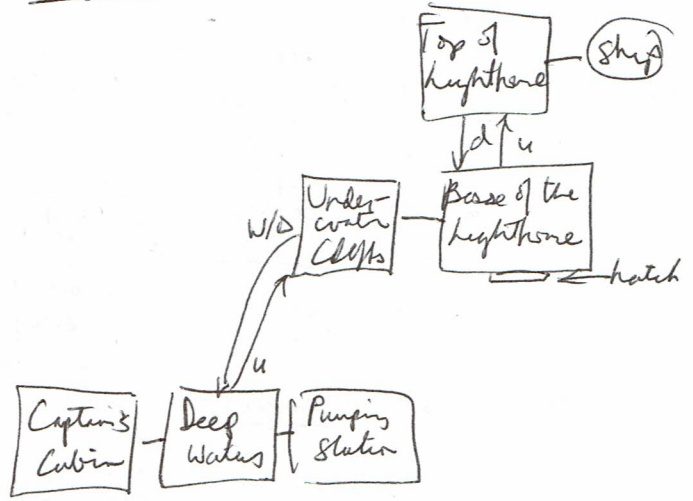 Top of
Lighthouse
Ship
d
u
Under-
water
Cliffs
Base of the
Lighthouse
W/D
hatch
u
Captain's
Cabin
Deep
Waters
Pumping
Station